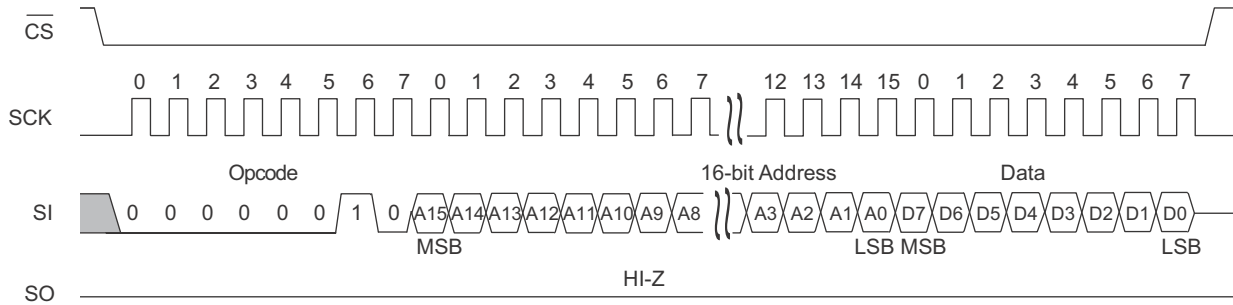 CS
0 1 2 3 4 5 6 7 0 1 2 3 4 5 6 7 12 13 14 15 0 1 2 3 4 5 6 7
SCK
Opcode 16-bit Address Data
SI 0 0 0 0 0 0 1 0 A15 A14 A13 A12 A11 A10 A9 A8 A3 A2 A1 A0 D7 D6 D5 D4 D3 D2 D1 D0
MSB LSB MSB LSB
HI-Z
SO